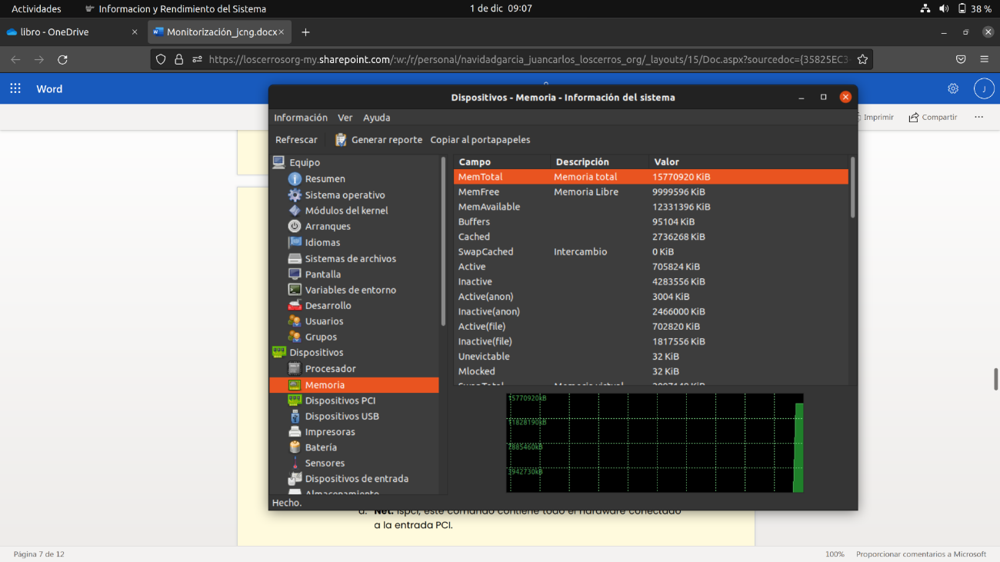 Actividades Informacion y Rendimiento del Sistema 1 de dic 09:07 38 %
libro - OneDrive × Monitorización_jcng.docx × +
https://loscerrosorg-my.sharepoint.com/:w:/r/personal/navidadgarcia_juancarlos_loscerros_org/_layouts/15/Doc.aspx?sourcedoc={35825EC3-
Word J
Imprimir Compartir
Dispositivos - Memoria - Información del sistema
Información Ver Ayuda
Refrescar Generar reporte Copiar al portapapeles
Equipo
Resumen
Sistema operativo
Módulos del kernel
Arranques
Idiomas
Sistemas de archivos
Pantalla
Variables de entorno
Desarrollo
Usuarios
Grupos
Dispositivos
Procesador
Memoria
Dispositivos PCI
Dispositivos USB
Impresoras
Batería
Sensores
Dispositivos de entrada
Almacenamiento
Campo Descripción Valor
MemTotal Memoria total 15770920 KiB
MemFree Memoria Libre 9999596 KiB
MemAvailable 12331396 KiB
Buffers 95104 KiB
Cached 2736268 KiB
SwapCached Intercambio 0 KiB
Active 705824 KiB
Inactive 4283556 KiB
Active(anon) 3004 KiB
Inactive(anon) 2466000 KiB
Active(file) 702820 KiB
Inactive(file) 1817556 KiB
Unevictable 32 KiB
Mlocked 32 KiB
SwapTotal Memoria virtual
15770920kB
11828190kB
7885460kB
3942730kB
Hecho.
d. Net: lspci, este comando contiene todo el hardware conectado
a la entrada PCI.
Página 7 de 12 100% Proporcionar comentarios a Microsoft